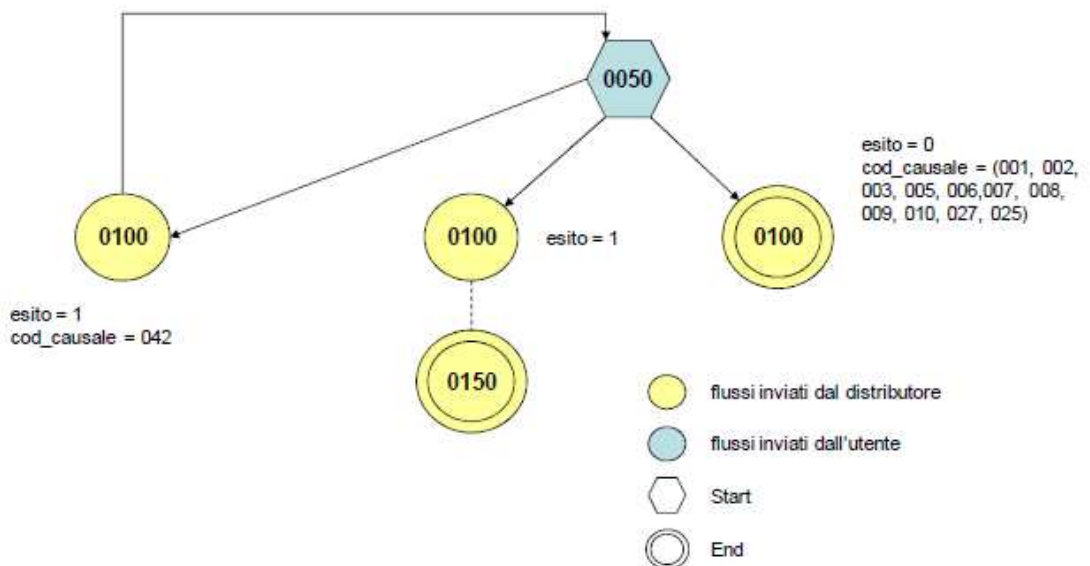 0050
esito = 0
cod_causale = (001, 002,
003, 005, 006,007, 008,
009, 010, 027, 025)
0100
0100
esito = 1
0100
esito = 1
cod_causale = 042
0150
flussi inviati dal distributore
flussi inviati dall'utente
Start
End